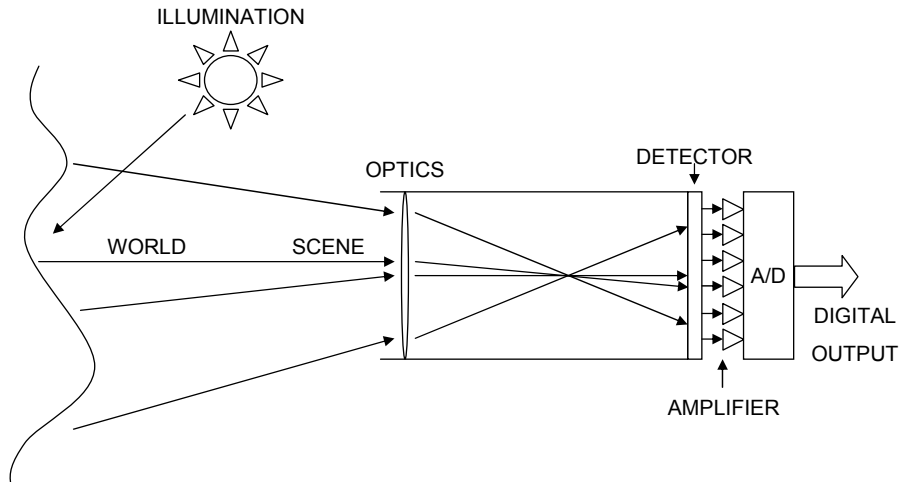 ILLUMINATION
OPTICS
DETECTOR
WORLD SCENE
A/D
DIGITAL
OUTPUT
AMPLIFIER